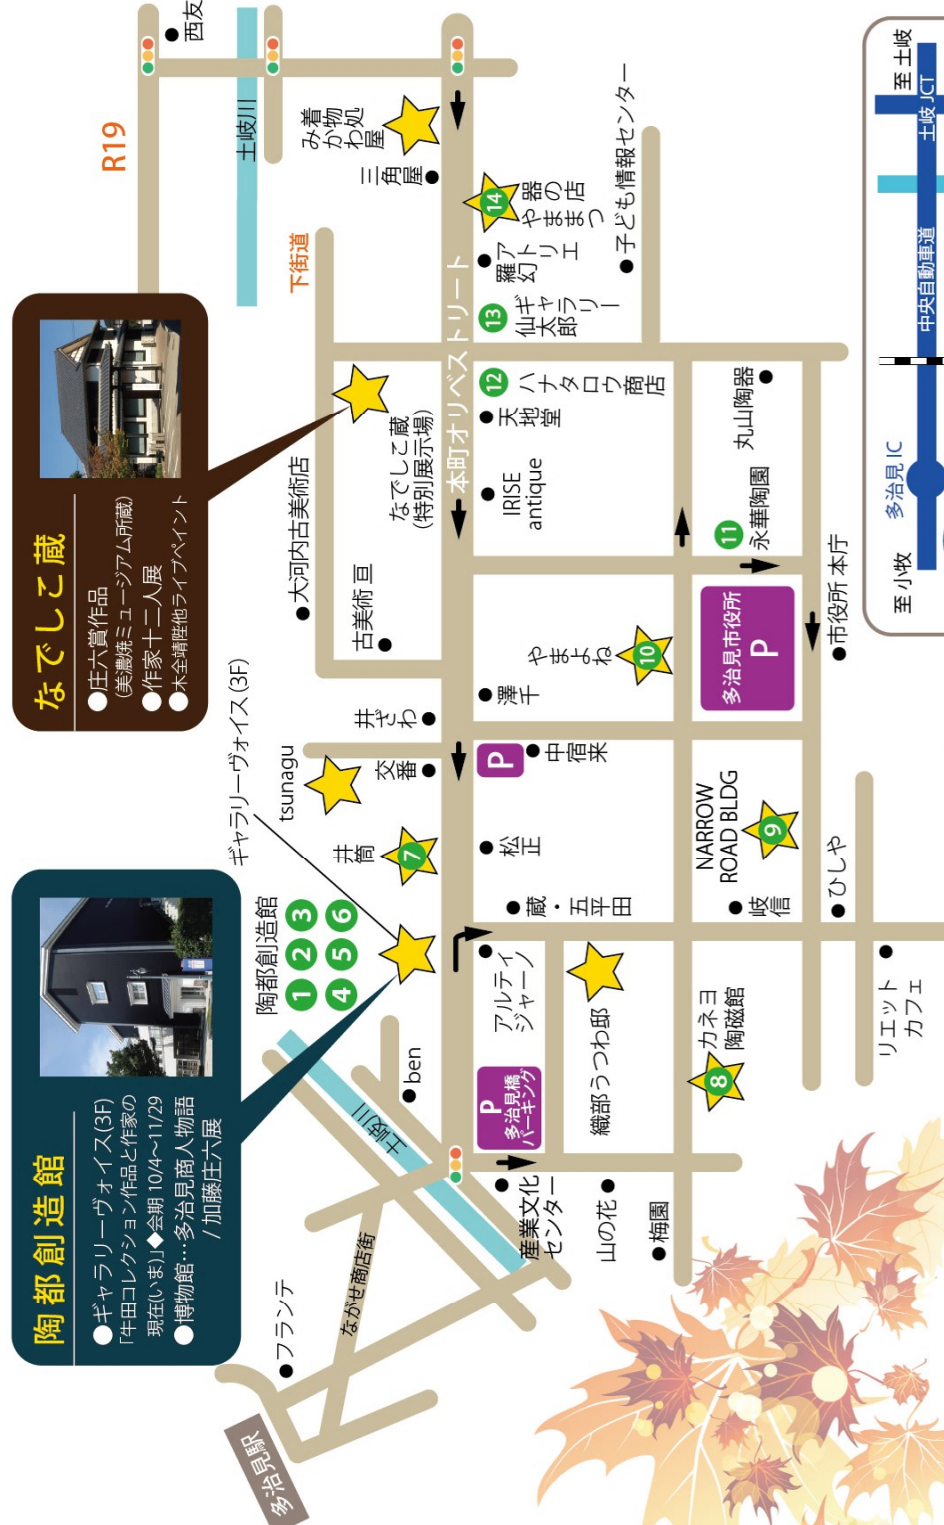 陶都創造館
●ギャラリーヴォイス(3F)
「牛田コレクション作品と作家の
現在(いま)」◆会期 10/4~11/29
●博物館…多治見商人物語
/加藤庄六展
なでしこ蔵
●庄六賞作品
(美濃焼ミュージアム所蔵)
●作家十二人展
●木全靖陛他ライブペイント
R19
西友
土岐川
下街道
多治見駅
フランテ
ながせ商店街
土岐川
ben
陶都創造館
1 2 3
4 5 6
ギャラリーヴォイス(3F)
tsunagu
井筒
7
交番
井ざわ
古美術 亘
大河内古美術店
なでしこ蔵
(特別展示場)
三角屋
着物処
みかわ屋
本町オリベストリート
産業文化
センター
P
多治見橋
パーキング
アルティ
ジャーノ
蔵・五平田
松正
P
中宿来
澤千
IRISE
antique
天地堂
12
ハナタロウ商店
13
ギャラリー
仙太郎
アトリエ
羅幻
14
器の店
やままつ
子ども情報センター
山の花
梅園
織部うつわ邸
8
カネヨ
陶磁館
岐信
NARROW
ROAD BLDG
9
やまよね
10
多治見市役所
P
11
永華陶園
丸山陶器
リエット
カフェ
ひしや
市役所 本庁
至 小牧
多治見 IC
中央自動車道
土岐 JCT
至 土岐